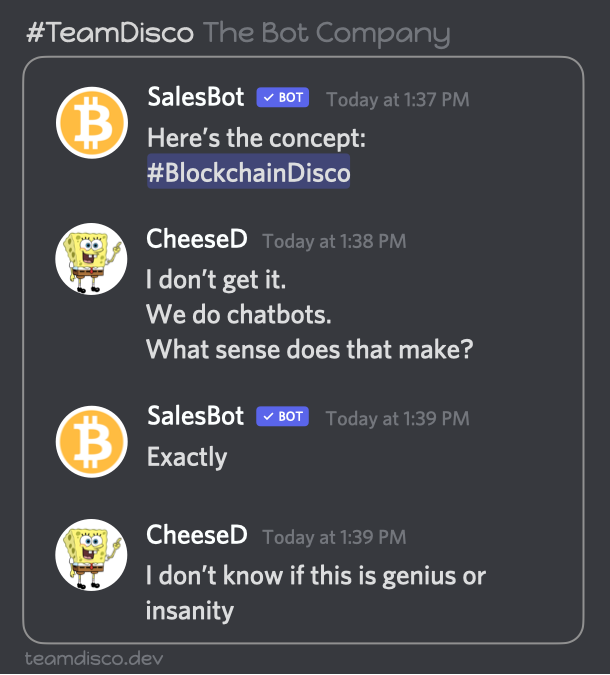 #TeamDisco The Bot Company
SalesBot ✓ BOT Today at 1:37 PM
Here's the concept:
#BlockchainDisco
CheeseD Today at 1:38 PM
I don't get it.
We do chatbots.
What sense does that make?
SalesBot ✓ BOT Today at 1:39 PM
Exactly
CheeseD Today at 1:39 PM
I don't know if this is genius or
insanity
teamdisco.dev